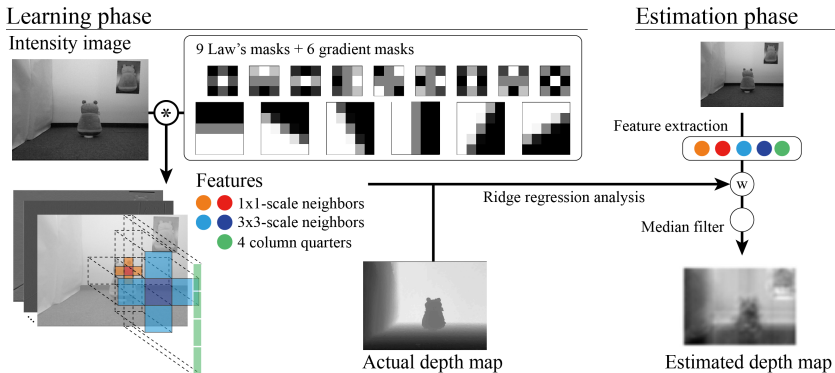 Learning phase
Estimation phase
Intensity image
9 Law's masks + 6 gradient masks
*
Feature extraction
Features
1x1-scale neighbors
3x3-scale neighbors
4 column quarters
Ridge regression analysis
w
Median filter
...
Actual depth map
Estimated depth map